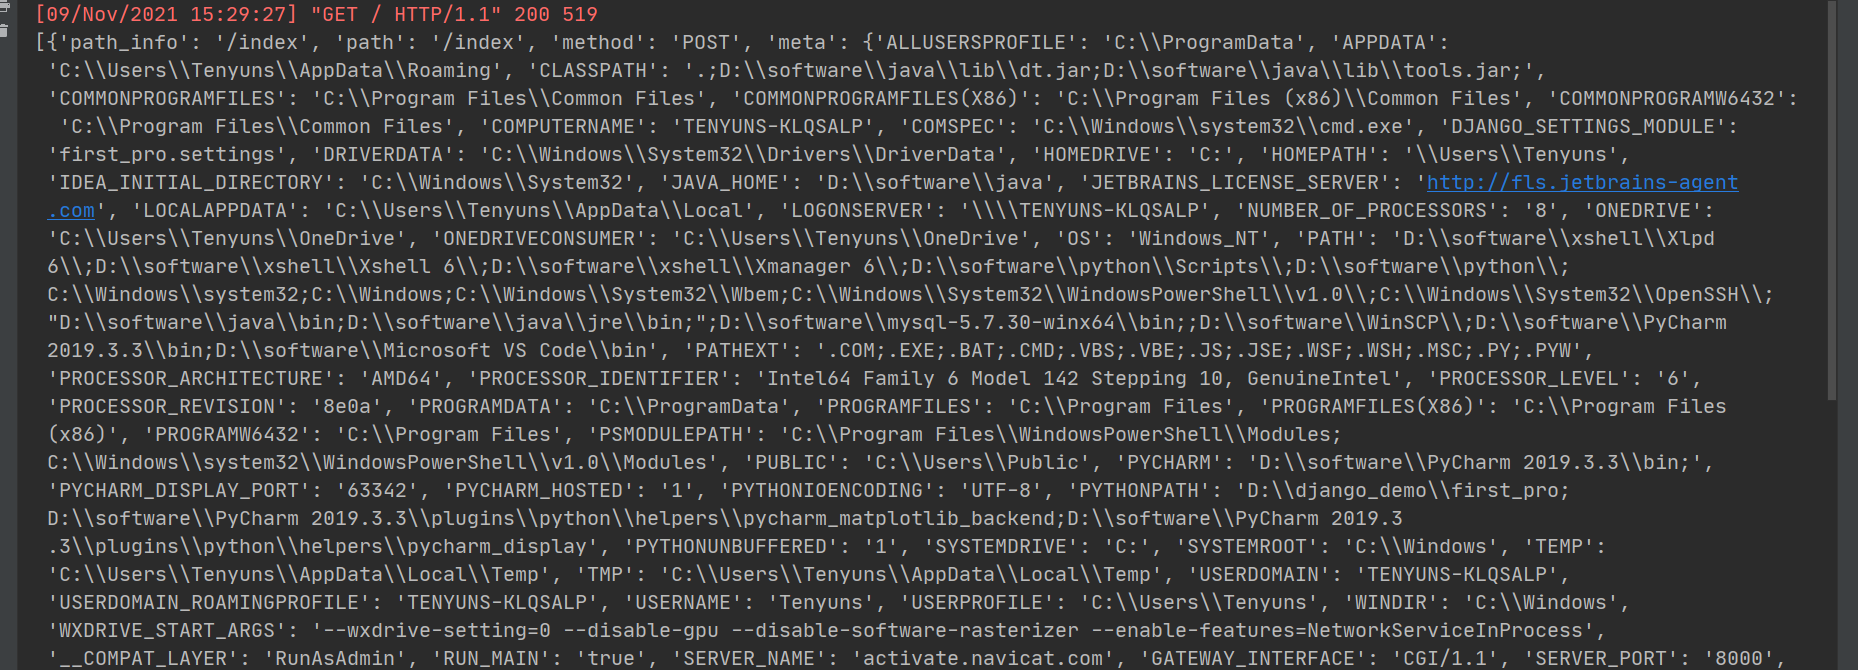 [09/Nov/2021 15:29:27] "GET / HTTP/1.1" 200 519
[{'path_info': '/index', 'path': '/index', 'method': 'POST', 'meta': {'ALLUSERSPROFILE': 'C:\\ProgramData', 'APPDATA':
'C:\\Users\\Tenyuns\\AppData\\Roaming', 'CLASSPATH': '.;D:\\software\\java\\lib\\dt.jar;D:\\software\\java\\lib\\tools.jar;',
'COMMONPROGRAMFILES': 'C:\\Program Files\\Common Files', 'COMMONPROGRAMFILES(X86)': 'C:\\Program Files (x86)\\Common Files', 'COMMONPROGRAMW6432':
'C:\\Program Files\\Common Files', 'COMPUTERNAME': 'TENYUNS-KLQSALP', 'COMSPEC': 'C:\\Windows\\system32\\cmd.exe', 'DJANGO_SETTINGS_MODULE':
'first_pro.settings', 'DRIVERDATA': 'C:\\Windows\\System32\\Drivers\\DriverData', 'HOMEDRIVE': 'C:', 'HOMEPATH': '\\Users\\Tenyuns',
'IDEA_INITIAL_DIRECTORY': 'C:\\Windows\\System32', 'JAVA_HOME': 'D:\\software\\java', 'JETBRAINS_LICENSE_SERVER': 'http://fls.jetbrains-agent
.com', 'LOCALAPPDATA': 'C:\\Users\\Tenyuns\\AppData\\Local', 'LOGONSERVER': '\\\\TENYUNS-KLQSALP', 'NUMBER_OF_PROCESSORS': '8', 'ONEDRIVE':
'C:\\Users\\Tenyuns\\OneDrive', 'ONEDRIVECONSUMER': 'C:\\Users\\Tenyuns\\OneDrive', 'OS': 'Windows_NT', 'PATH': 'D:\\software\\xshell\\Xlpd
6\\;D:\\software\\xshell\\Xshell 6\\;D:\\software\\xshell\\Xmanager 6\\;D:\\software\\python\\Scripts\\;D:\\software\\python\\;
C:\\Windows\\system32;C:\\Windows;C:\\Windows\\System32\\Wbem;C:\\Windows\\System32\\WindowsPowerShell\\v1.0\\;C:\\Windows\\System32\\OpenSSH\\;
"D:\\software\\java\\bin;D:\\software\\java\\jre\\bin;";D:\\software\\mysql-5.7.30-winx64\\bin;;D:\\software\\WinSCP\\;D:\\software\\PyCharm
2019.3.3\\bin;D:\\software\\Microsoft VS Code\\bin', 'PATHEXT': '.COM;.EXE;.BAT;.CMD;.VBS;.VBE;.JS;.JSE;.WSF;.WSH;.MSC;.PY;.PYW',
'PROCESSOR_ARCHITECTURE': 'AMD64', 'PROCESSOR_IDENTIFIER': 'Intel64 Family 6 Model 142 Stepping 10, GenuineIntel', 'PROCESSOR_LEVEL': '6',
'PROCESSOR_REVISION': '8e0a', 'PROGRAMDATA': 'C:\\ProgramData', 'PROGRAMFILES': 'C:\\Program Files', 'PROGRAMFILES(X86)': 'C:\\Program Files
(x86)', 'PROGRAMW6432': 'C:\\Program Files', 'PSMODULEPATH': 'C:\\Program Files\\WindowsPowerShell\\Modules;
C:\\Windows\\system32\\WindowsPowerShell\\v1.0\\Modules', 'PUBLIC': 'C:\\Users\\Public', 'PYCHARM': 'D:\\software\\PyCharm 2019.3.3\\bin;',
'PYCHARM_DISPLAY_PORT': '63342', 'PYCHARM_HOSTED': '1', 'PYTHONIOENCODING': 'UTF-8', 'PYTHONPATH': 'D:\\django_demo\\first_pro;
D:\\software\\PyCharm 2019.3.3\\plugins\\python\\helpers\\pycharm_matplotlib_backend;D:\\software\\PyCharm 2019.3
.3\\plugins\\python\\helpers\\pycharm_display', 'PYTHONUNBUFFERED': '1', 'SYSTEMDRIVE': 'C:', 'SYSTEMROOT': 'C:\\Windows', 'TEMP':
'C:\\Users\\Tenyuns\\AppData\\Local\\Temp', 'TMP': 'C:\\Users\\Tenyuns\\AppData\\Local\\Temp', 'USERDOMAIN': 'TENYUNS-KLQSALP',
'USERDOMAIN_ROAMINGPROFILE': 'TENYUNS-KLQSALP', 'USERNAME': 'Tenyuns', 'USERPROFILE': 'C:\\Users\\Tenyuns', 'WINDIR': 'C:\\Windows',
'WXDRIVE_START_ARGS': '--wxdrive-setting=0 --disable-gpu --disable-software-rasterizer --enable-features=NetworkServiceInProcess',
'__COMPAT_LAYER': 'RunAsAdmin', 'RUN_MAIN': 'true', 'SERVER_NAME': 'activate.navicat.com', 'GATEWAY_INTERFACE': 'CGI/1.1', 'SERVER_PORT': '8000',